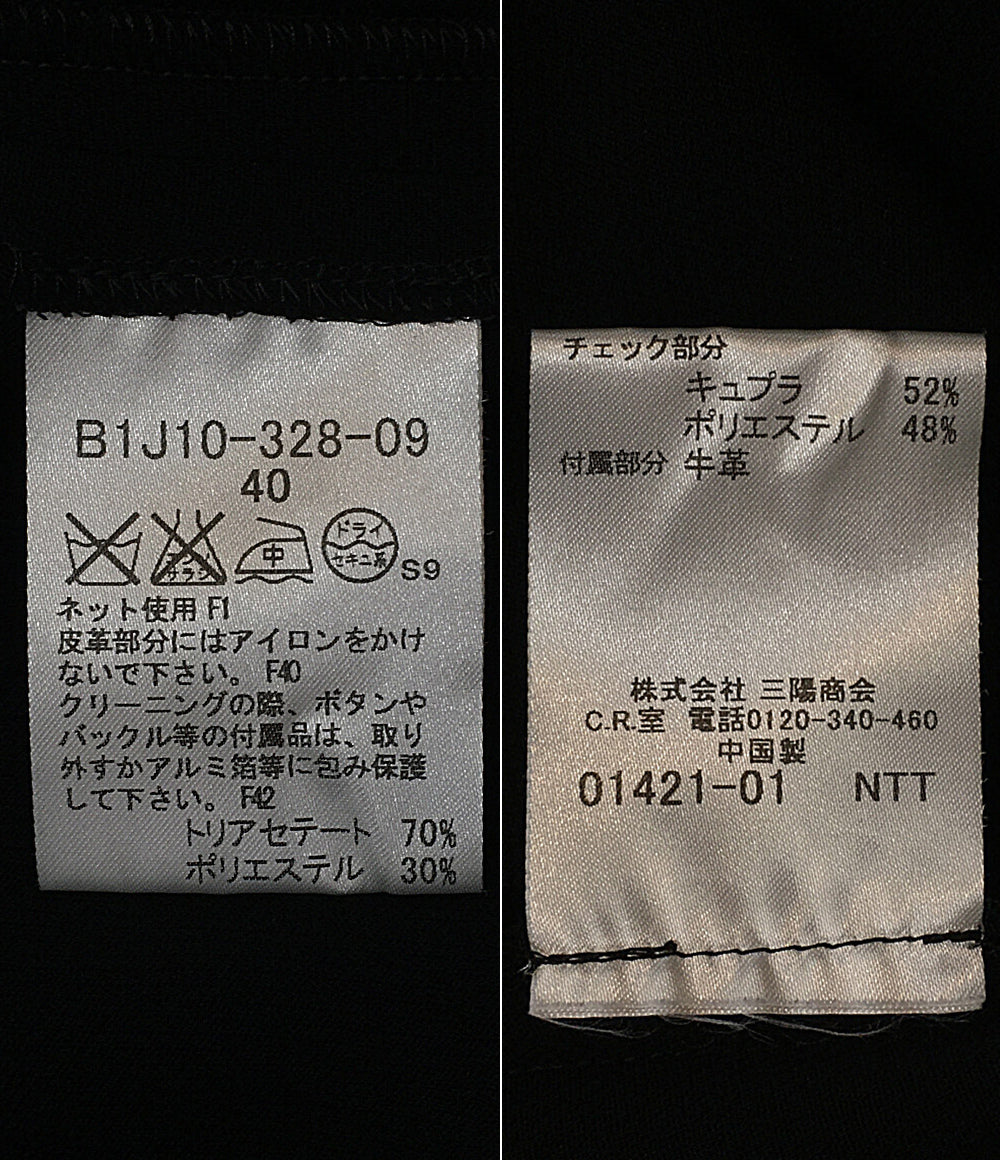 B1J10-328-09
40
中
ドライ
セキユ系
S9
ネット使用 F1
皮革部分にはアイロンをかけ
ないで下さい。 F40
クリーニングの際、ボタンや
バックル等の付属品は、取り
外すかアルミ箔等に包み保護
して下さい。 F42
トリアセテート 70%
ポリエステル 30%
チェック部分
キュプラ 52%
ポリエステル 48%
付属部分 牛革
株式会社 三陽商会
C.R.室 電話0120-340-460
中国製
01421-01 NTT